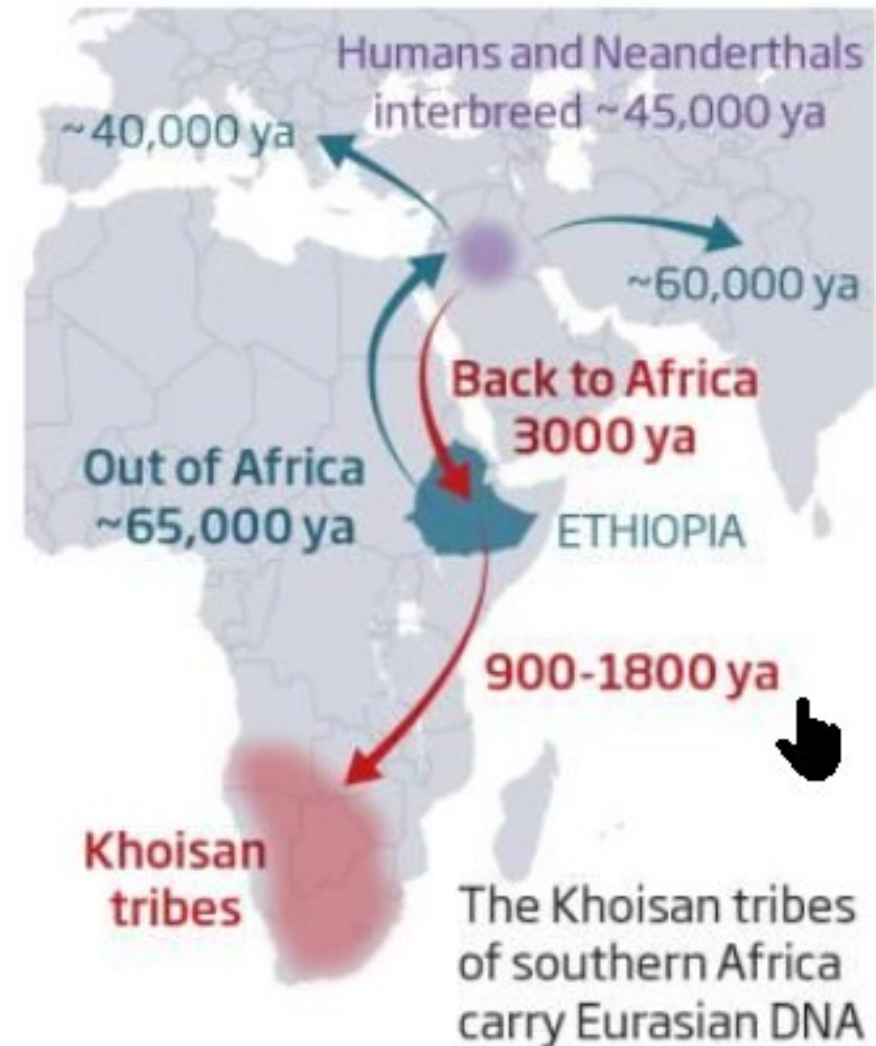 Humans and Neanderthals
interbreed ~45,000 ya
~40,000 ya
~60,000 ya
Back to Africa
3000 ya
Out of Africa
~65,000 ya
ETHIOPIA
900-1800 ya
Khoisan
tribes
The Khoisan tribes
of southern Africa
carry Eurasian DNA